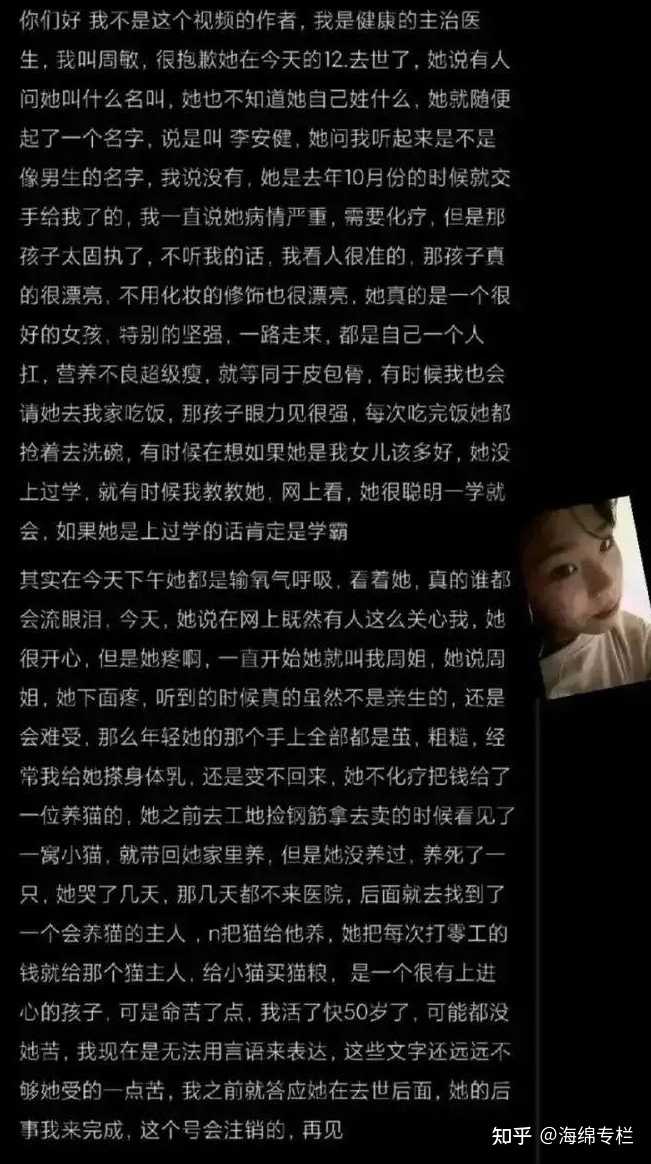 你们好 我不是这个视频的作者，我是健康的主治医
生，我叫周敏，很抱歉她在今天的12.去世了，她说有人
问她叫什么名叫，她也不知道她自己姓什么，她就随便
起了一个名字，说是叫 李安健，她问我听起来是不是
像男生的名字，我说没有，她是去年10月份的时候就交
手给我了的，我一直说她病情严重，需要化疗，但是那
孩子太固执了，不听我的话，我看人很准的，那孩子真
的很漂亮，不用化妆的修饰也很漂亮，她真的是一个很
好的女孩，特别的坚强，一路走来，都是自己一个人
扛，营养不良超级瘦，就等同于皮包骨，有时候我也会
请她去我家吃饭，那孩子眼力见很强，每次吃完饭她都
抢着去洗碗，有时候在想如果她是我女儿该多好，她没
上过学，就有时候我教教她，网上看，她很聪明一学就
会，如果她是上过学的话肯定是学霸
其实在今天下午她都是输氧气呼吸，看着她，真的谁都
会流眼泪，今天，她说在网上既然有人这么关心我，她
很开心，但是她疼啊，一直开始她就叫我周姐，她说周
姐，她下面疼，听到的时候真的虽然不是亲生的，还是
会难受，那么年轻她的那个手上全部都是茧，粗糙，经
常我给她搽身体乳，还是变不回来，她不化疗把钱给了
一位养猫的，她之前去工地捡钢筋拿去卖的时候看见了
一窝小猫，就带回她家里养，但是她没养过，养死了一
只，她哭了几天，那几天都不来医院，后面就去找到了
一个会养猫的主人，n把猫给他养，她把每次打零工的
钱就给那个猫主人，给小猫买猫粮，是一个很有上进
心的孩子，可是命苦了点，我活了快50岁了，可能都没
她苦，我现在是无法用言语来表达，这些文字还远远不
够她受的一点苦，我之前就答应她在去世后面，她的后
事我来完成，这个号会注销的，再见
知乎 @海绵专栏